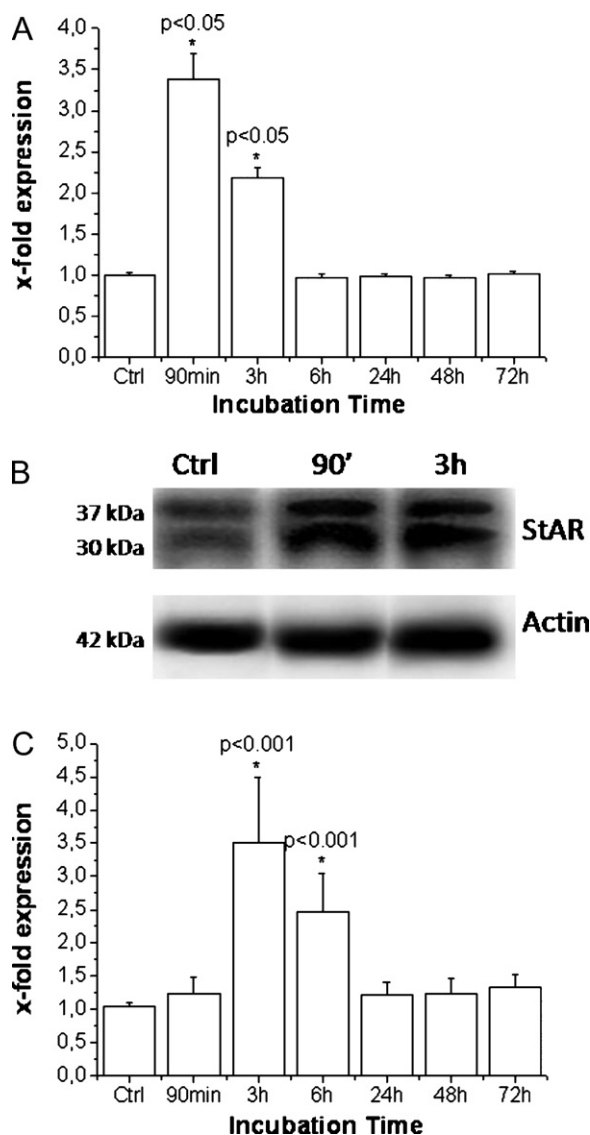 A
p<0.05
*
p<0.05
*
4,0
3,5
3,0
2,5
2,0
1,5
1,0
0,5
0,0
x-fold expression
Ctrl 90min 3h 6h 24h 48h 72h
Incubation Time
B
Ctrl 90' 3h
37 kDa
30 kDa
StAR
42 kDa
Actin
C
p<0.001
*
p<0.001
*
5,0
4,5
4,0
3,5
3,0
2,5
2,0
1,5
1,0
0,5
0,0
x-fold expression
Ctrl 90min 3h 6h 24h 48h 72h
Incubation Time